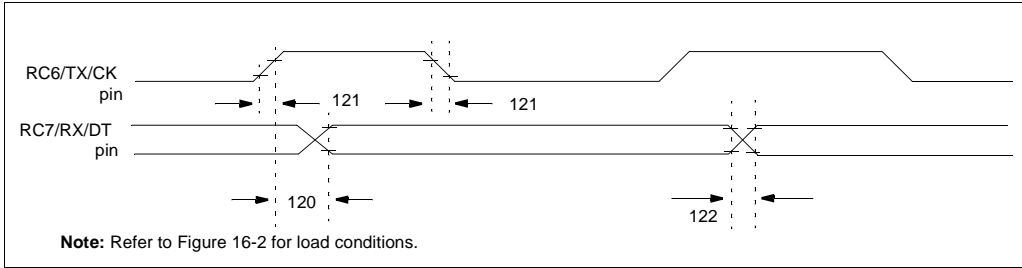 RC6/TX/CK
pin
121
121
RC7/RX/DT
pin
120
122
Note: Refer to Figure 16-2 for load conditions.